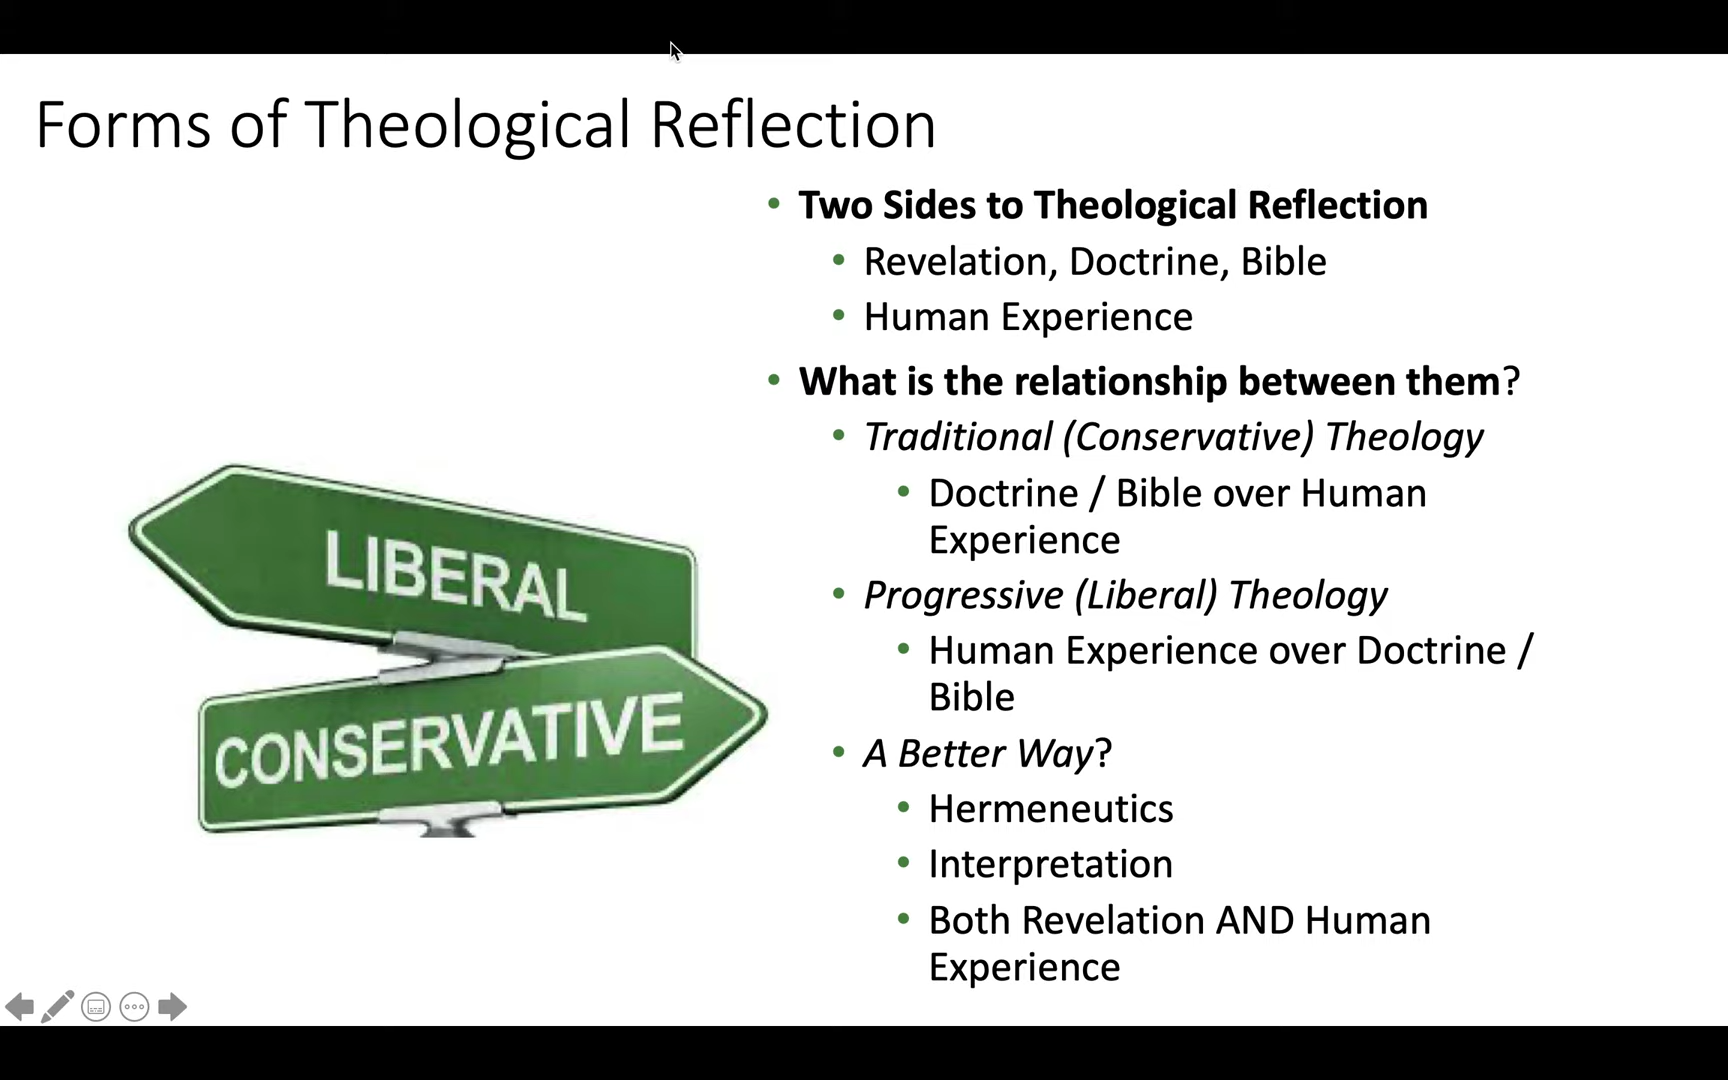 Forms of Theological Reflection
• Two Sides to Theological Reflection
• Revelation, Doctrine, Bible
• Human Experience
• What is the relationship between them?
• Traditional (Conservative) Theology
• Doctrine / Bible over Human
Experience
• Progressive (Liberal) Theology
• Human Experience over Doctrine /
Bible
• A Better Way?
• Hermeneutics
• Interpretation
• Both Revelation AND Human
Experience
LIBERAL
CONSERVATIVE